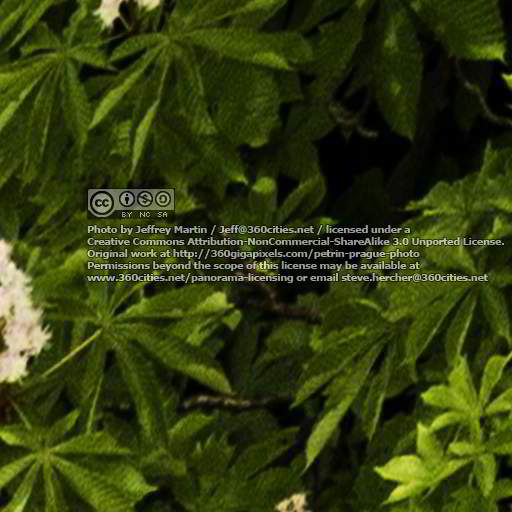 cc BY NC SA
Photo by Jeffrey Martin / Jeff@360cities.net / licensed under a
Creative Commons Attribution-NonCommercial-ShareAlike 3.0 Unported License.
Original work at http://360gigapixels.com/petrin-prague-photo
Permissions beyond the scope of this license may be available at
www.360cities.net/panorama-licensing or email steve.hercher@360cities.net